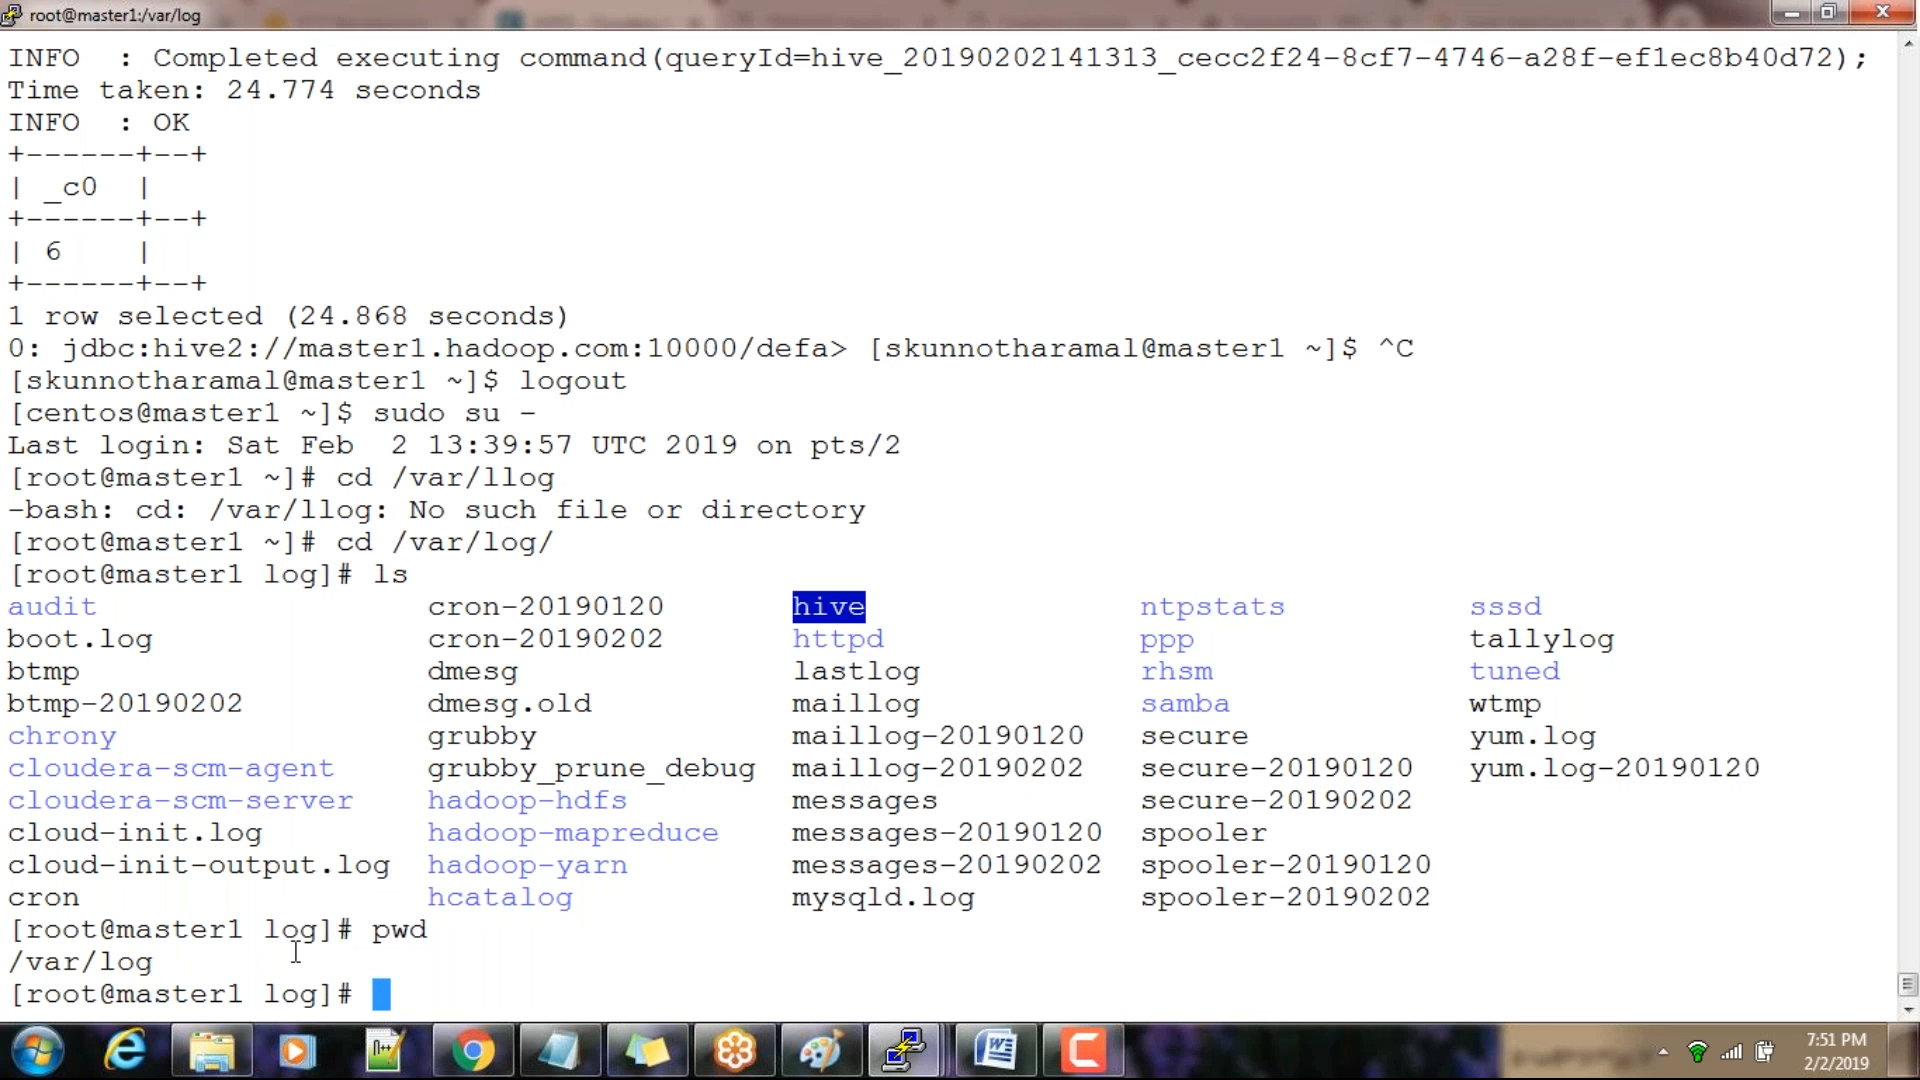 root@master1:/var/log
INFO  : Completed executing command(queryId=hive_20190202141313_cecc2f24-8cf7-4746-a28f-ef1ec8b40d72);
Time taken: 24.774 seconds
INFO  : OK
+------+--+
| _c0  |
+------+--+
| 6    |
+------+--+
1 row selected (24.868 seconds)
0: jdbc:hive2://master1.hadoop.com:10000/defa> [skunnotharamal@master1 ~]$ ^C
[skunnotharamal@master1 ~]$ logout
[centos@master1 ~]$ sudo su -
Last login: Sat Feb  2 13:39:57 UTC 2019 on pts/2
[root@master1 ~]# cd /var/llog
-bash: cd: /var/llog: No such file or directory
[root@master1 ~]# cd /var/log/
[root@master1 log]# ls
audit cron-20190120 hive ntpstats sssd
boot.log cron-20190202 httpd ppp tallylog
btmp dmesg lastlog rhsm tuned
btmp-20190202 dmesg.old maillog samba wtmp
chrony grubby maillog-20190120 secure yum.log
cloudera-scm-agent grubby_prune_debug maillog-20190202 secure-20190120 yum.log-20190120
cloudera-scm-server hadoop-hdfs messages secure-20190202
cloud-init.log hadoop-mapreduce messages-20190120 spooler
cloud-init-output.log hadoop-yarn messages-20190202 spooler-20190120
cron hcatalog mysqld.log spooler-20190202
[root@master1 log]# pwd
/var/log
[root@master1 log]#
7:51 PM
2/2/2019